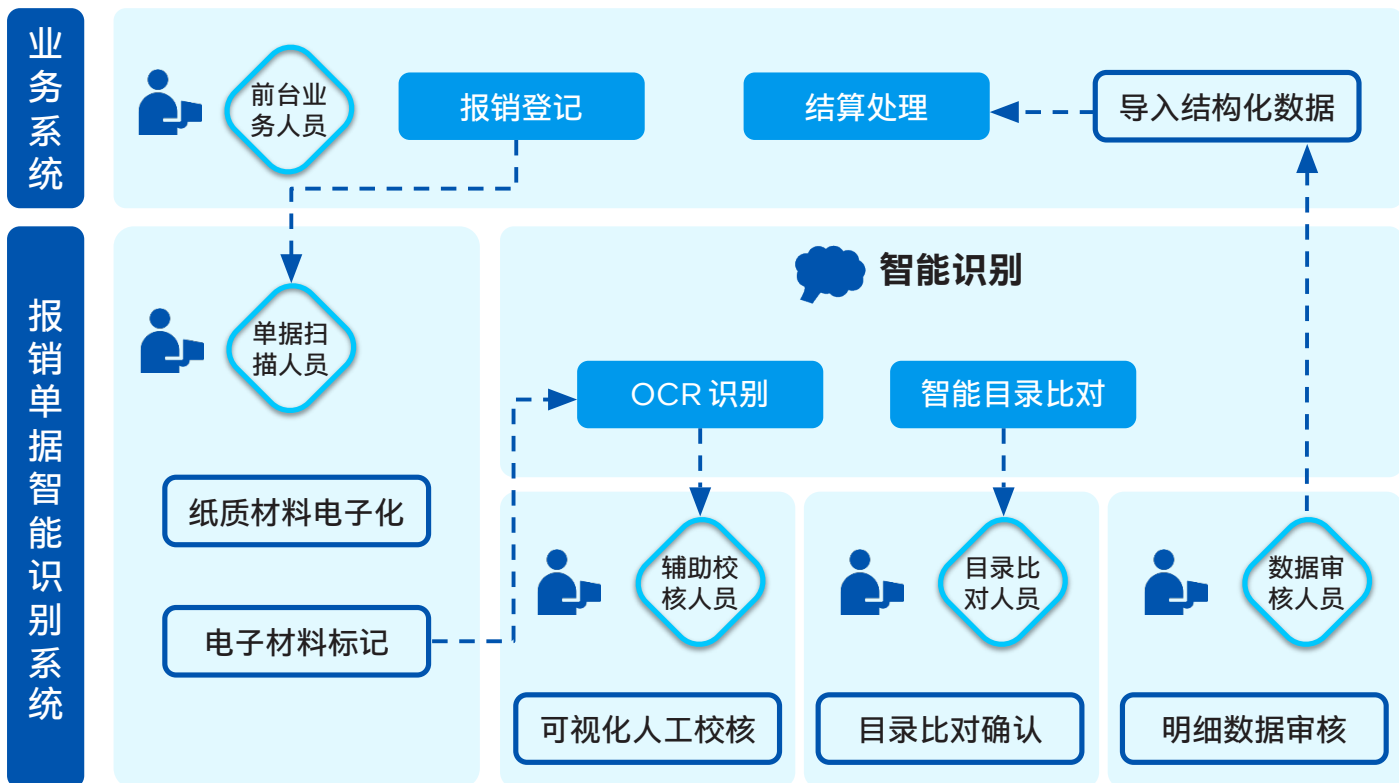 业务系统
前台业
务人员
报销登记
结算处理
导入结构化数据
报销单据智能识别系统
单据扫
描人员
纸质材料电子化
电子材料标记
智能识别
OCR 识别
智能目录比对
辅助校
核人员
可视化人工校核
目录比
对人员
目录比对确认
数据审
核人员
明细数据审核